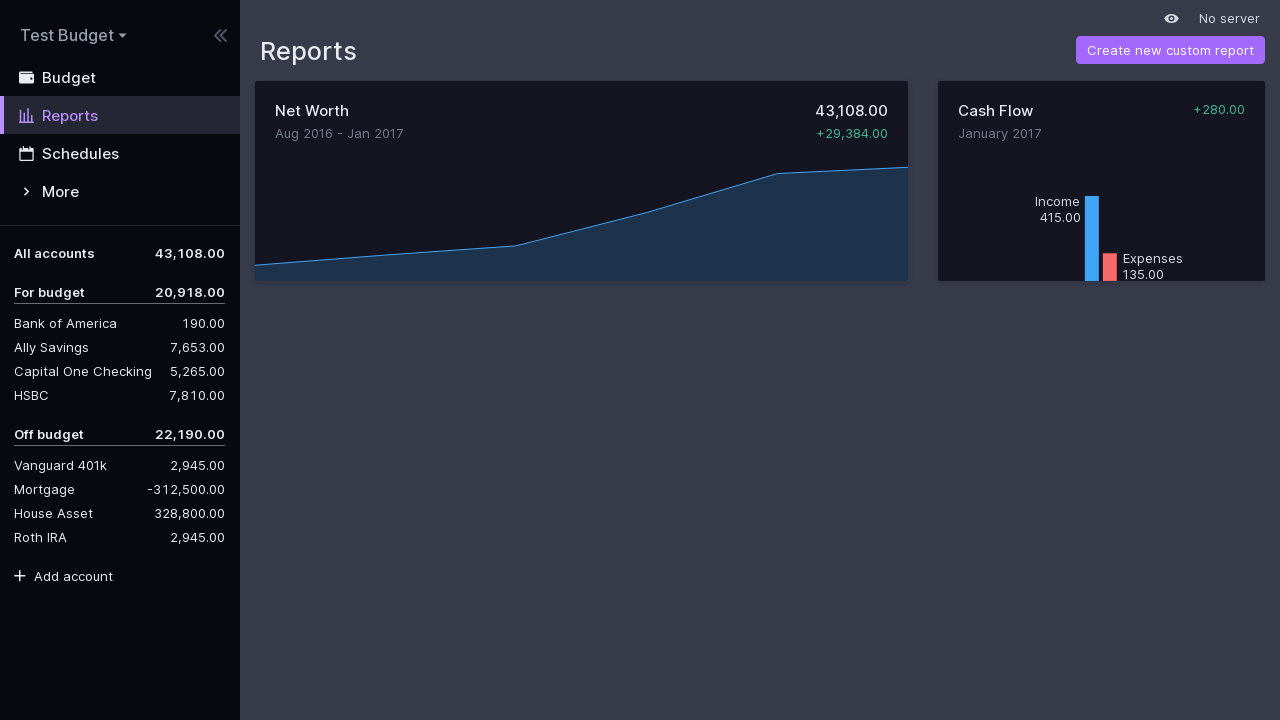 Test Budget
Budget
Reports
Schedules
More
All accounts 43,108.00
For budget 20,918.00
Bank of America 190.00
Ally Savings 7,653.00
Capital One Checking 5,265.00
HSBC 7,810.00
Off budget 22,190.00
Vanguard 401k 2,945.00
Mortgage -312,500.00
House Asset 328,800.00
Roth IRA 2,945.00
Add account
No server
Reports
Create new custom report
Net Worth 43,108.00
Aug 2016 - Jan 2017 +29,384.00
Cash Flow +280.00
January 2017
Income
415.00
Expenses
135.00